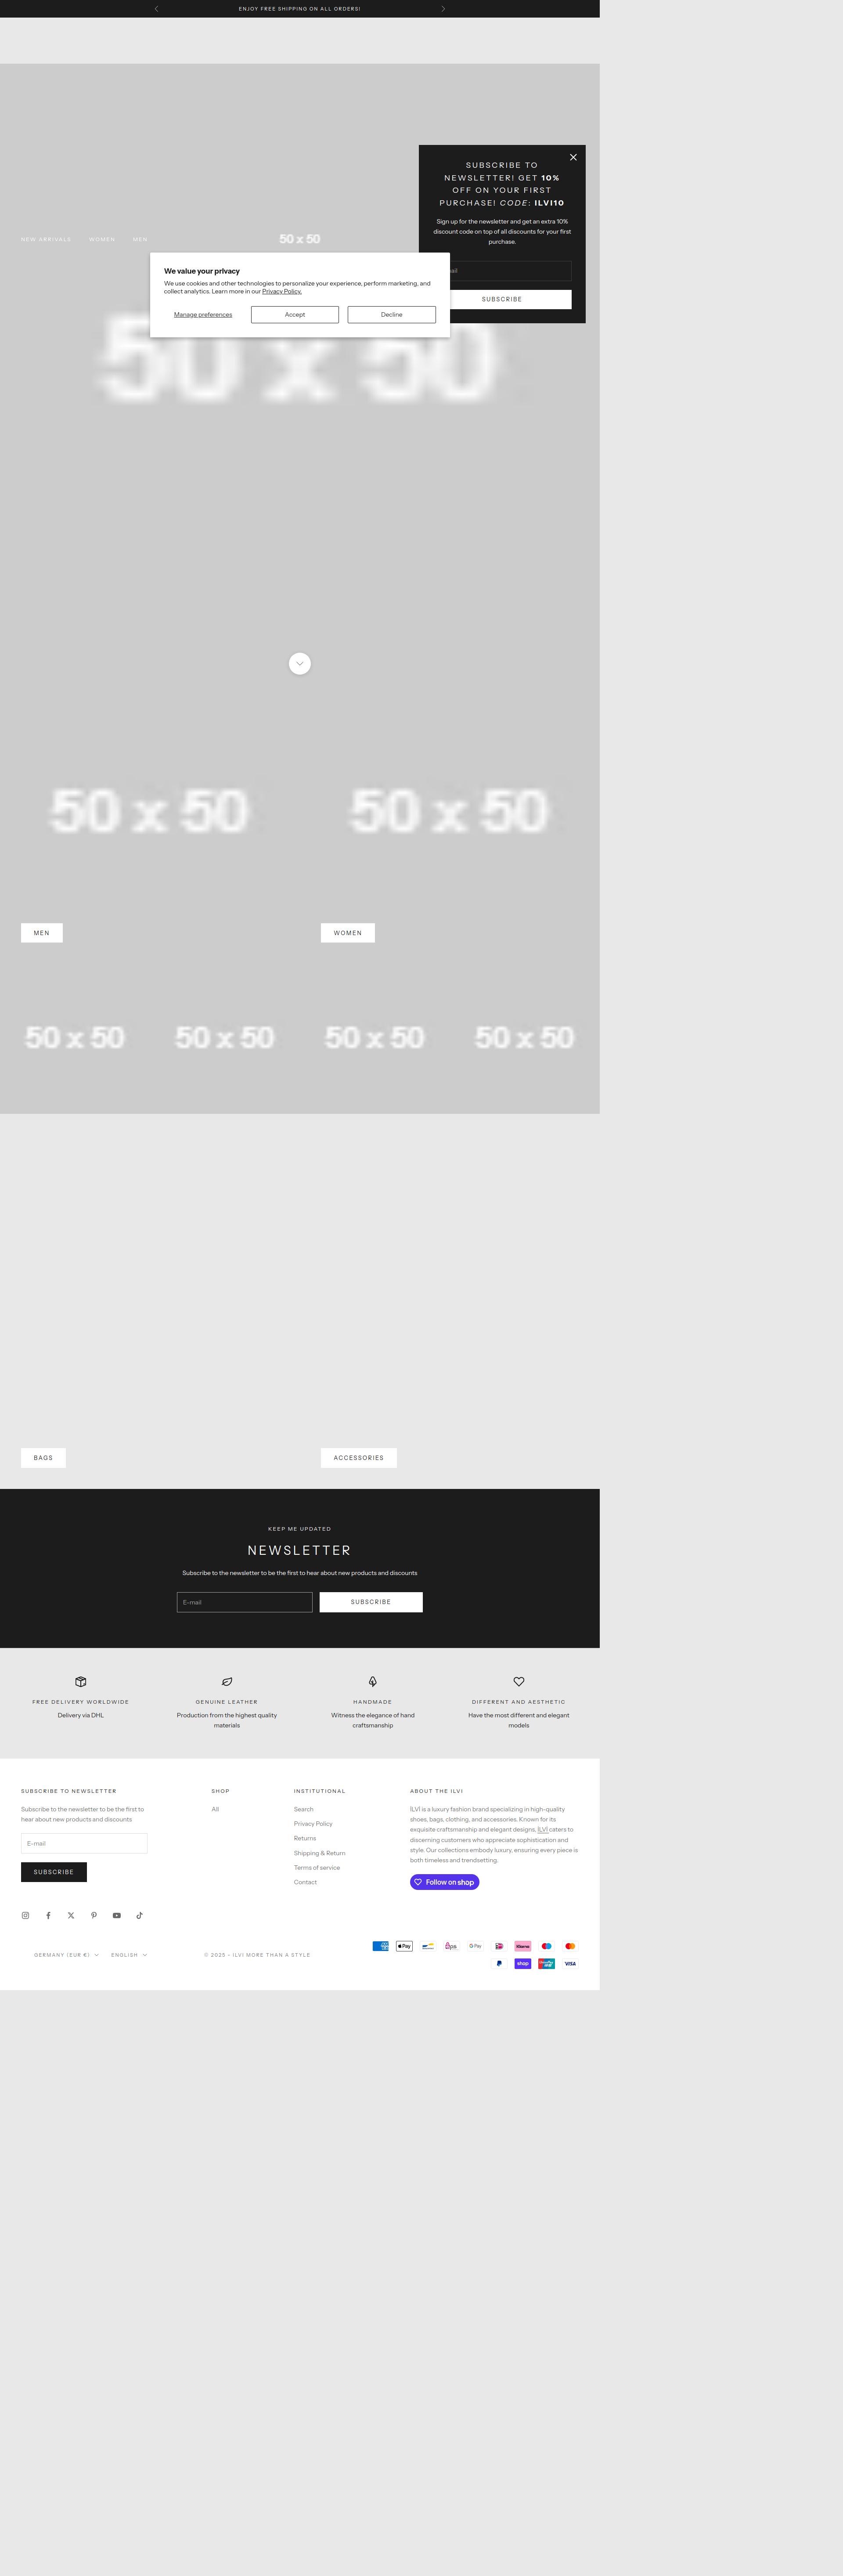 ENJOY FREE SHIPPING ON ALL ORDERS!
SUBSCRIBE TO
NEWSLETTER! GET 10%
OFF ON YOUR FIRST
PURCHASE! CODE: ILVI10
Sign up for the newsletter and get an extra 10%
discount code on top of all discounts for your first
purchase.
SUBSCRIBE
NEW ARRIVALS
WOMEN
MEN
50 x 50
We value your privacy
We use cookies and other technologies to personalize your experience, perform marketing, and
collect analytics. Learn more in our Privacy Policy.
Manage preferences
Accept
Decline
50 x 50
50 x 50
50 x 50
MEN
WOMEN
50 x 50
50 x 50
50 x 50
50 x 50
BAGS
ACCESSORIES
KEEP ME UPDATED
NEWSLETTER
Subscribe to the newsletter to be the first to hear about new products and discounts
E-mail
SUBSCRIBE
FREE DELIVERY WORLDWIDE
Delivery via DHL
GENUINE LEATHER
Production from the highest quality
materials
HANDMADE
Witness the elegance of hand
craftsmanship
DIFFERENT AND AESTHETIC
Have the most different and elegant
models
SUBSCRIBE TO NEWSLETTER
Subscribe to the newsletter to be the first to
hear about new products and discounts
E-mail
SUBSCRIBE
SHOP
All
INSTITUTIONAL
Search
Privacy Policy
Returns
Shipping & Return
Terms of service
Contact
ABOUT THE ILVI
ILVI is a luxury fashion brand specializing in high-quality
shoes, bags, clothing, and accessories. Known for its
exquisite craftsmanship and elegant designs, İLVİ caters to
discerning customers who appreciate sophistication and
style. Our collections embody luxury, ensuring every piece is
both timeless and trendsetting.
Follow on shop
GERMANY (EUR €)
ENGLISH
© 2025 - ILVI MORE THAN A STYLE
Pay
eps
G Pay
Klarna
shop
VISA